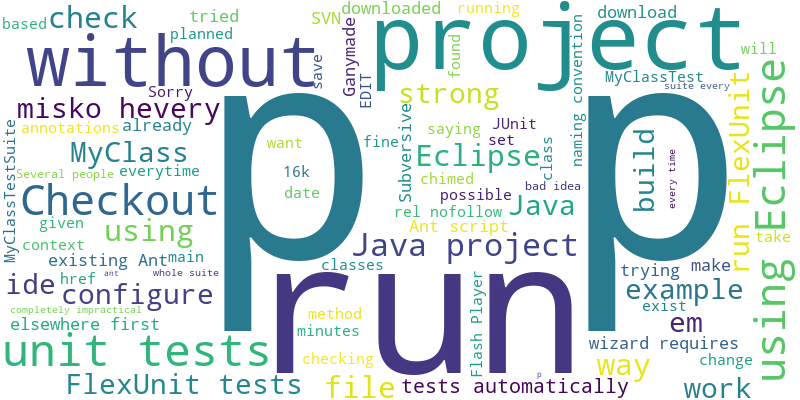 based
check
tried
planned
SVN
downloaded
running
download
without
project
will
Sorry
save
Ganymade
EDIT
found
naming convention
MyClassTest
suite every
misko hevery
strong
annotations
already
MyClassTestSuite
MyClass
Several people
everytime
want
16k
date
p p
fine
Subversive
saying
JUnit
set
class
Eclipse
chimed
bad idea
possible
build
every time
run FlexUnit
using Eclipse
Checkout
given
using
context
existing Ant
main
rel nofollow
Java
Ant script
Java project
take
ide
href
ant
whole suite
configure
classes
trying
make
example
exist
completely impractical
elsewhere first
run
method
minutes
checking
Flash Player
em
wizard requires
unit tests
way
change
FlexUnit tests
file
tests automatically
p
work